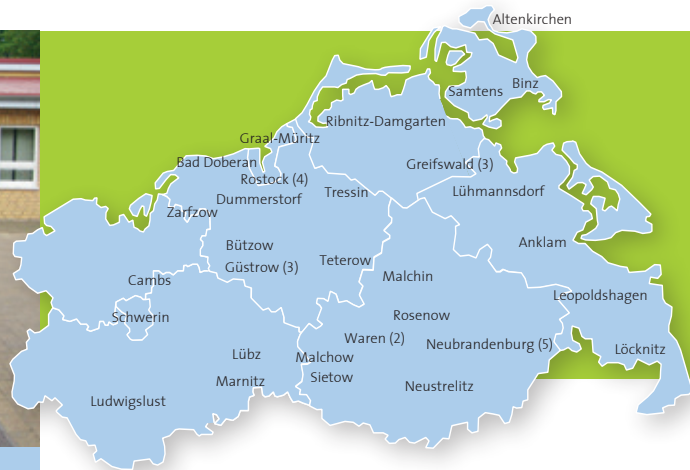 Altenkirchen
Samtens
Binz
Ribnitz-Damgarten
Graal-Müritz
Bad Doberan
Greifswald (3)
Rostock (4)
Tressin
Lühmannsdorf
Dummerstorf
Zarfzow
Bützow
Anklam
Güstrow (3)
Teterow
Malchin
Cambs
Leopoldshagen
Schwerin
Rosenow
Waren (2)
Neubrandenburg (5)
Löcknitz
Lübz
Malchow
Marnitz
Sietow
Neustrelitz
Ludwigslust